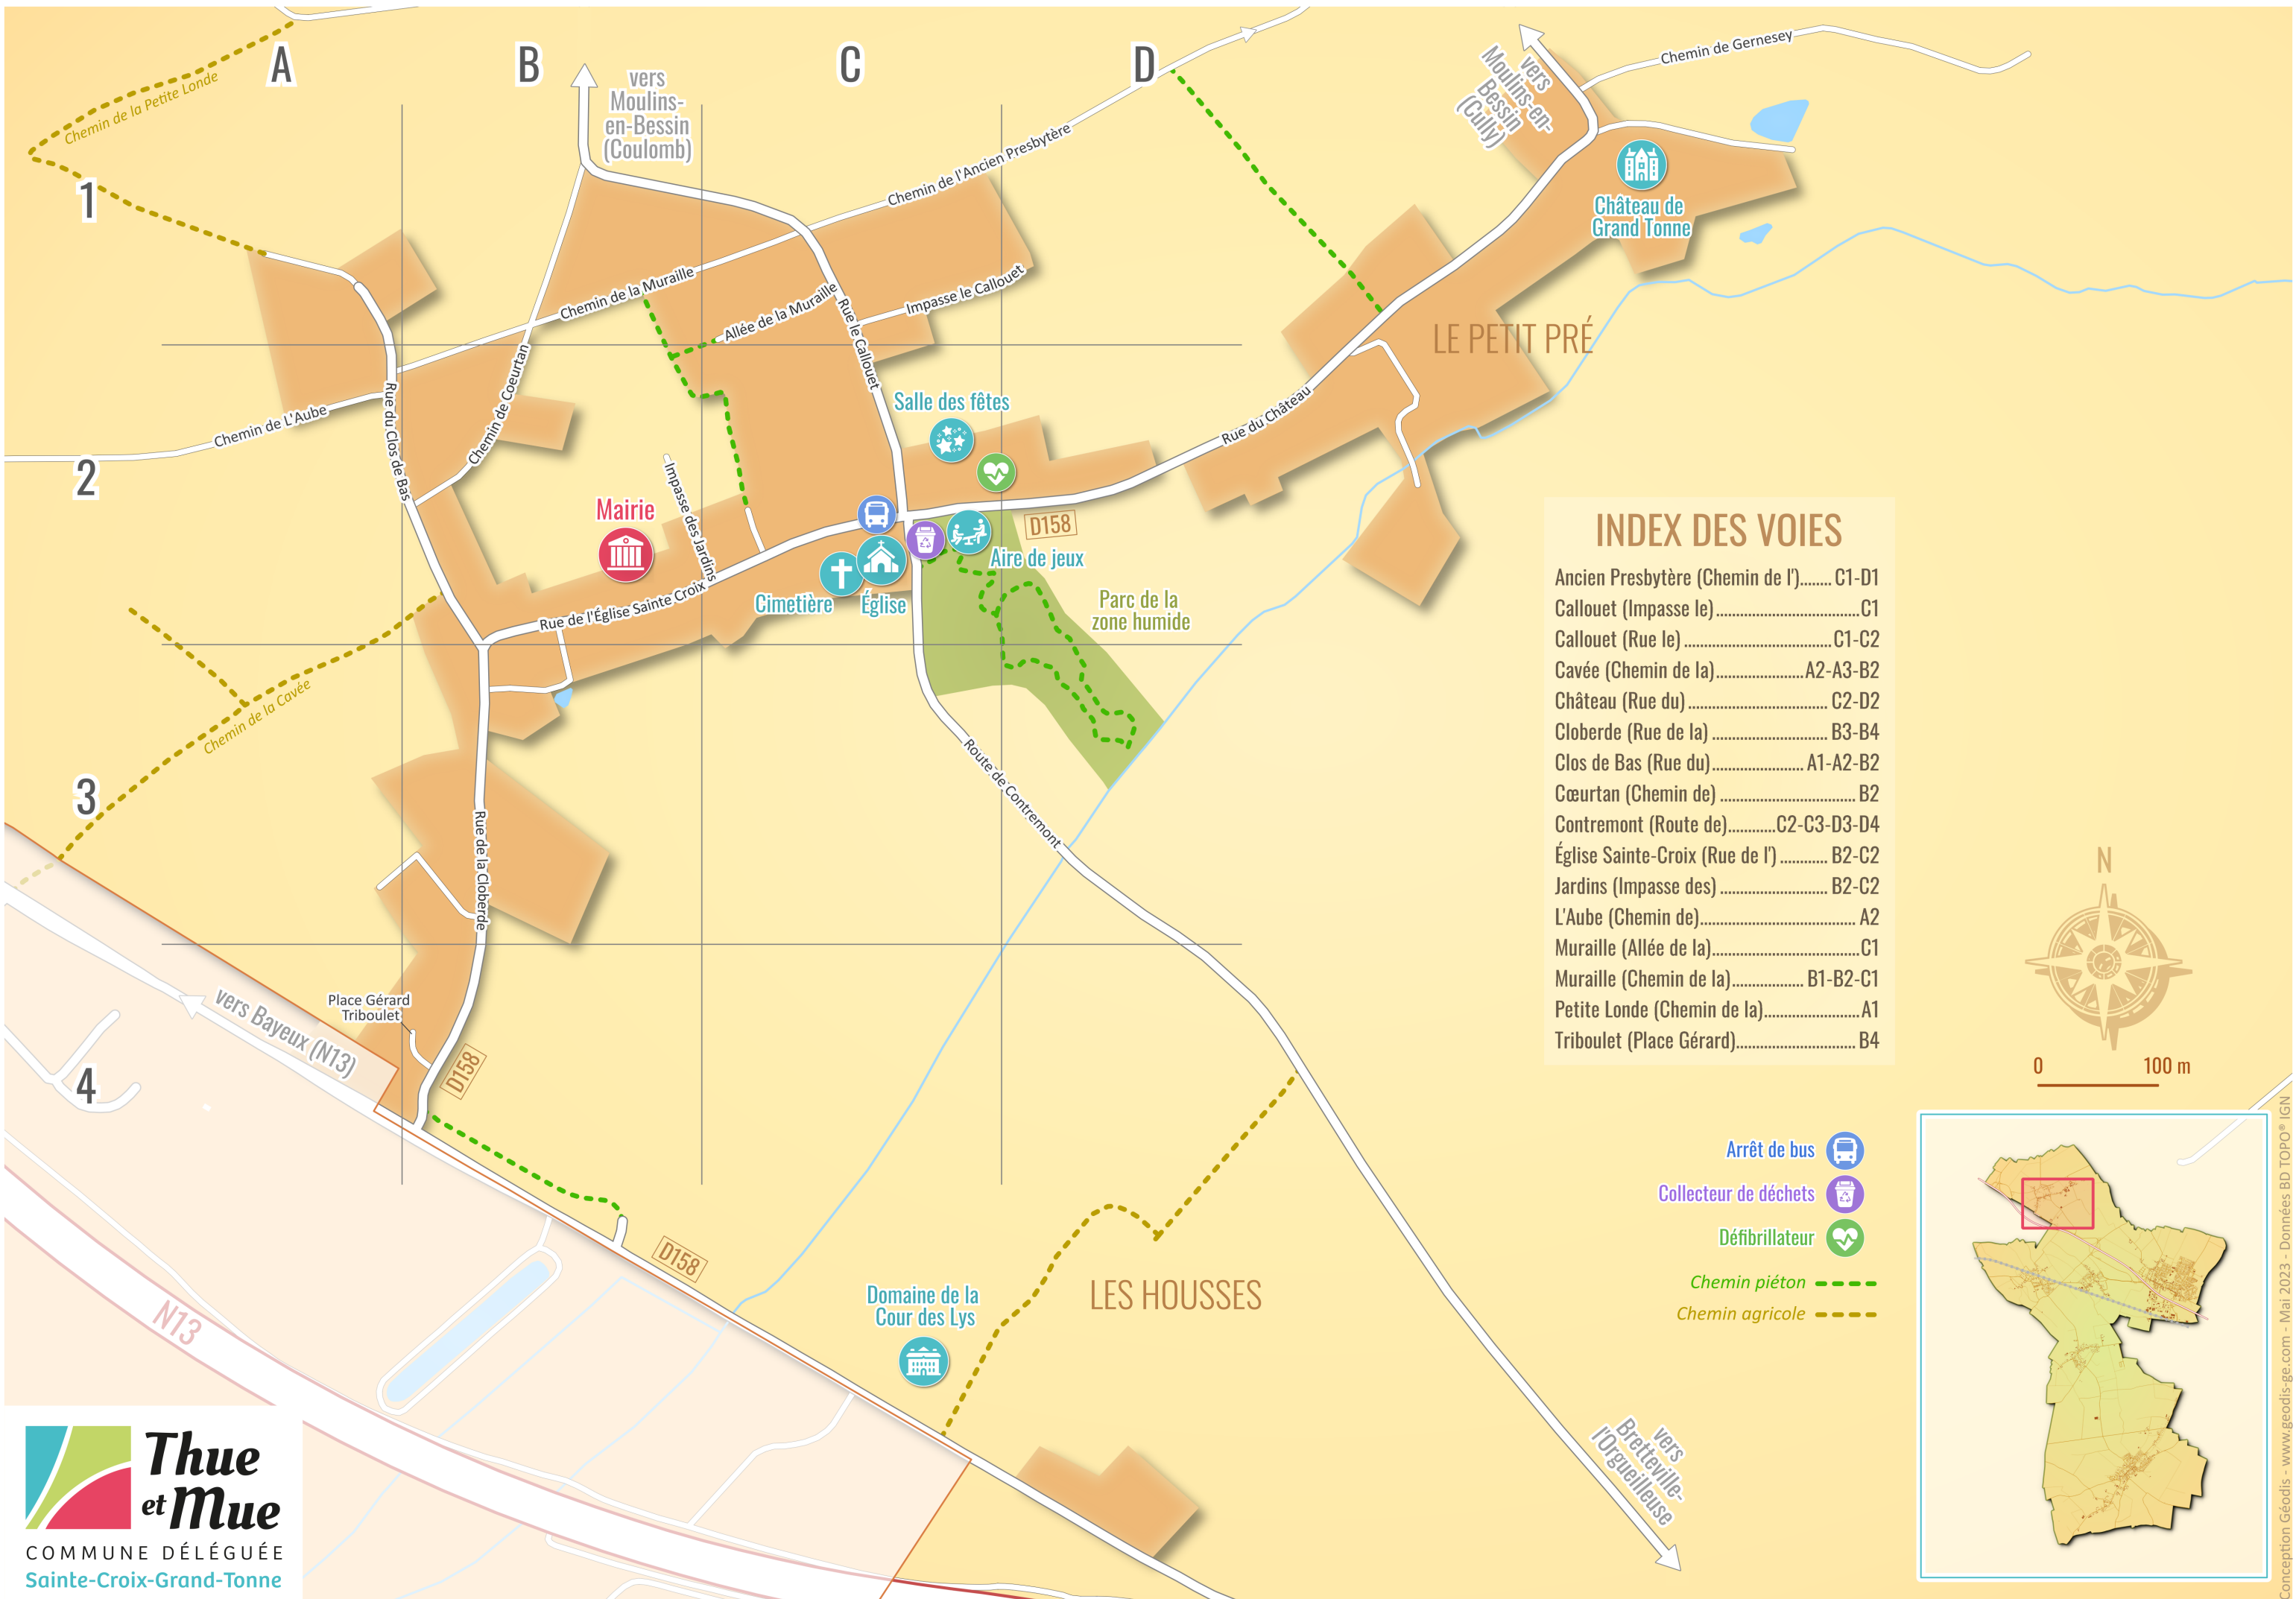 A
B
C
D
1
2
3
4
Chemin de la Petite Londe
vers
Moulins-
en-Bessin
(Coulomb)
Chemin de l'Ancien Presbytère
vers
Moulins-en-
Bessin
(Cully)
Chemin de Gernesey
Château de
Grand Tonne
Chemin de la Muraille
Allée de la Muraille
Rue le Callouet
Impasse le Callouet
LE PETIT PRÉ
Chemin de L'Aube
Rue du Clos de Bas
Chemin de Coeurtan
Salle des fêtes
Rue du Château
Mairie
Impasse des Jardins
D158
Aire de jeux
Cimetière
Église
Rue de l'Église Sainte Croix
Parc de la
zone humide
Chemin de la Cavée
Route de Contremont
Rue de la Cloberde
Place Gérard
Triboulet
D158
vers Bayeux (N13)
D158
N13
Domaine de la
Cour des Lys
LES HOUSSES
vers
Bretteville-
l'Orgueilleuse
INDEX DES VOIES
Ancien Presbytère (Chemin de l')........ C1-D1
Callouet (Impasse le)....................................C1
Callouet (Rue le) .....................................C1-C2
Cavée (Chemin de la)......................A2-A3-B2
Château (Rue du) ................................... C2-D2
Cloberde (Rue de la) ............................. B3-B4
Clos de Bas (Rue du)....................... A1-A2-B2
Cœurtan (Chemin de) .................................. B2
Contremont (Route de)............C2-C3-D3-D4
Église Sainte-Croix (Rue de l') ............ B2-C2
Jardins (Impasse des) ........................... B2-C2
L'Aube (Chemin de)....................................... A2
Muraille (Allée de la).....................................C1
Muraille (Chemin de la).................. B1-B2-C1
Petite Londe (Chemin de la)........................A1
Triboulet (Place Gérard).............................. B4
N
0 100 m
Arrêt de bus
Collecteur de déchets
Défibrillateur
Chemin piéton
Chemin agricole
Thue
et Mue
COMMUNE DÉLÉGUÉE
Sainte-Croix-Grand-Tonne
Conception Géodis - www.geodis-ge.com - Mai 2023 - Données BD TOPO® IGN